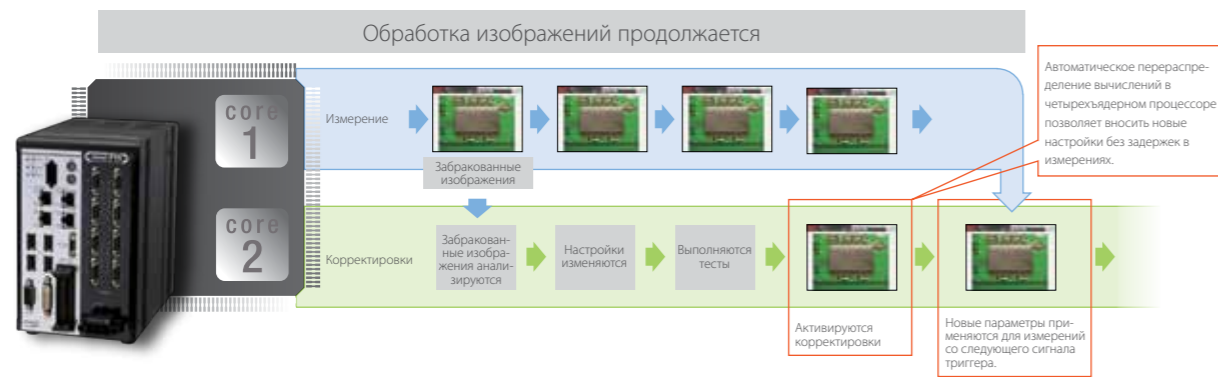 Обработка изображений продолжается
Автоматическое перераспре-
деление вычислений в
четырехъядерном процессоре
позволяет вносить новые
настройки без задержек в
измерениях.
core
1
Измерение
Забракованные
изображения
core
2
Корректировки
Забракован-
ные изобра-
жения анали-
зируются
Настройки
изменяются
Выполняются
тесты
Активируются
корректировки
Новые параметры при-
меняются для измерений
со следующего сигнала
триггера.